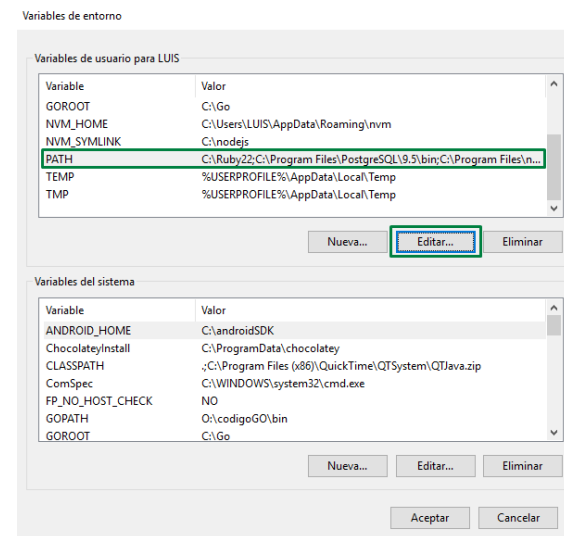 Variables de entorno
Variables de usuario para LUIS
Variable Valor
GOROOT C:\Go
NVM_HOME C:\Users\LUIS\AppData\Roaming\nvm
NVM_SYMLINK C:\nodejs
PATH C:\Ruby22;C:\Program Files\PostgreSQL\9.5\bin;C:\Program Files\n...
TEMP %USERPROFILE%\AppData\Local\Temp
TMP %USERPROFILE%\AppData\Local\Temp
Nueva... Editar... Eliminar
Variables del sistema
Variable Valor
ANDROID_HOME C:\androidSDK
ChocolateyInstall C:\ProgramData\chocolatey
CLASSPATH .;C:\Program Files (x86)\QuickTime\QTSystem\QTJava.zip
ComSpec C:\WINDOWS\system32\cmd.exe
FP_NO_HOST_CHECK NO
GOPATH O:\codigoGO\bin
GOROOT C:\Go
Nueva... Editar... Eliminar
Aceptar Cancelar